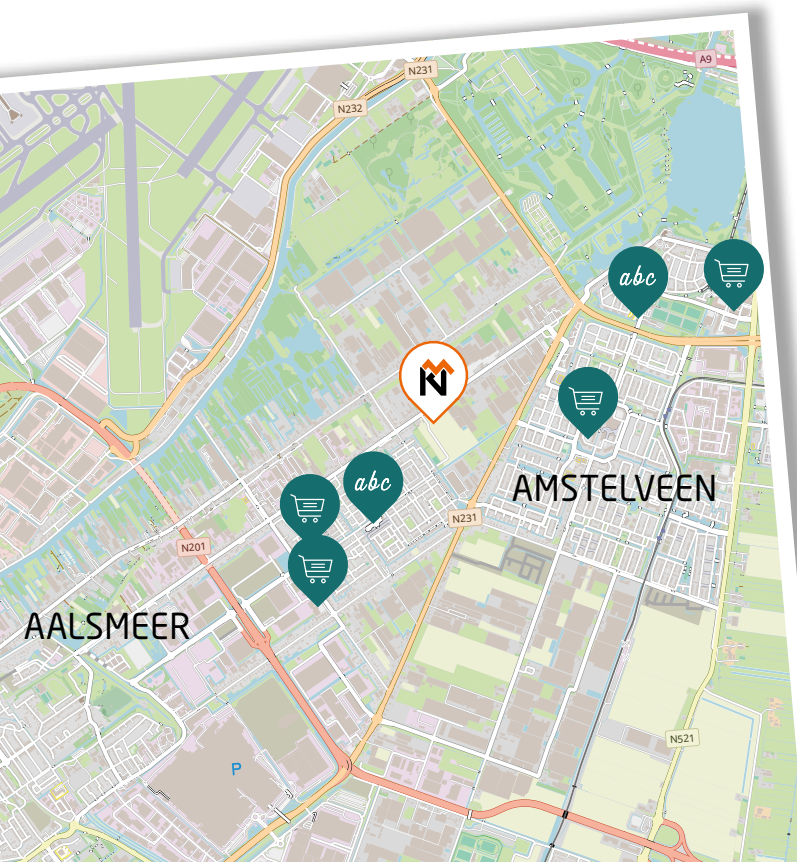 A9
N231
N232
abc
abc
AMSTELVEEN
N231
N201
AALSMEER
N521
P